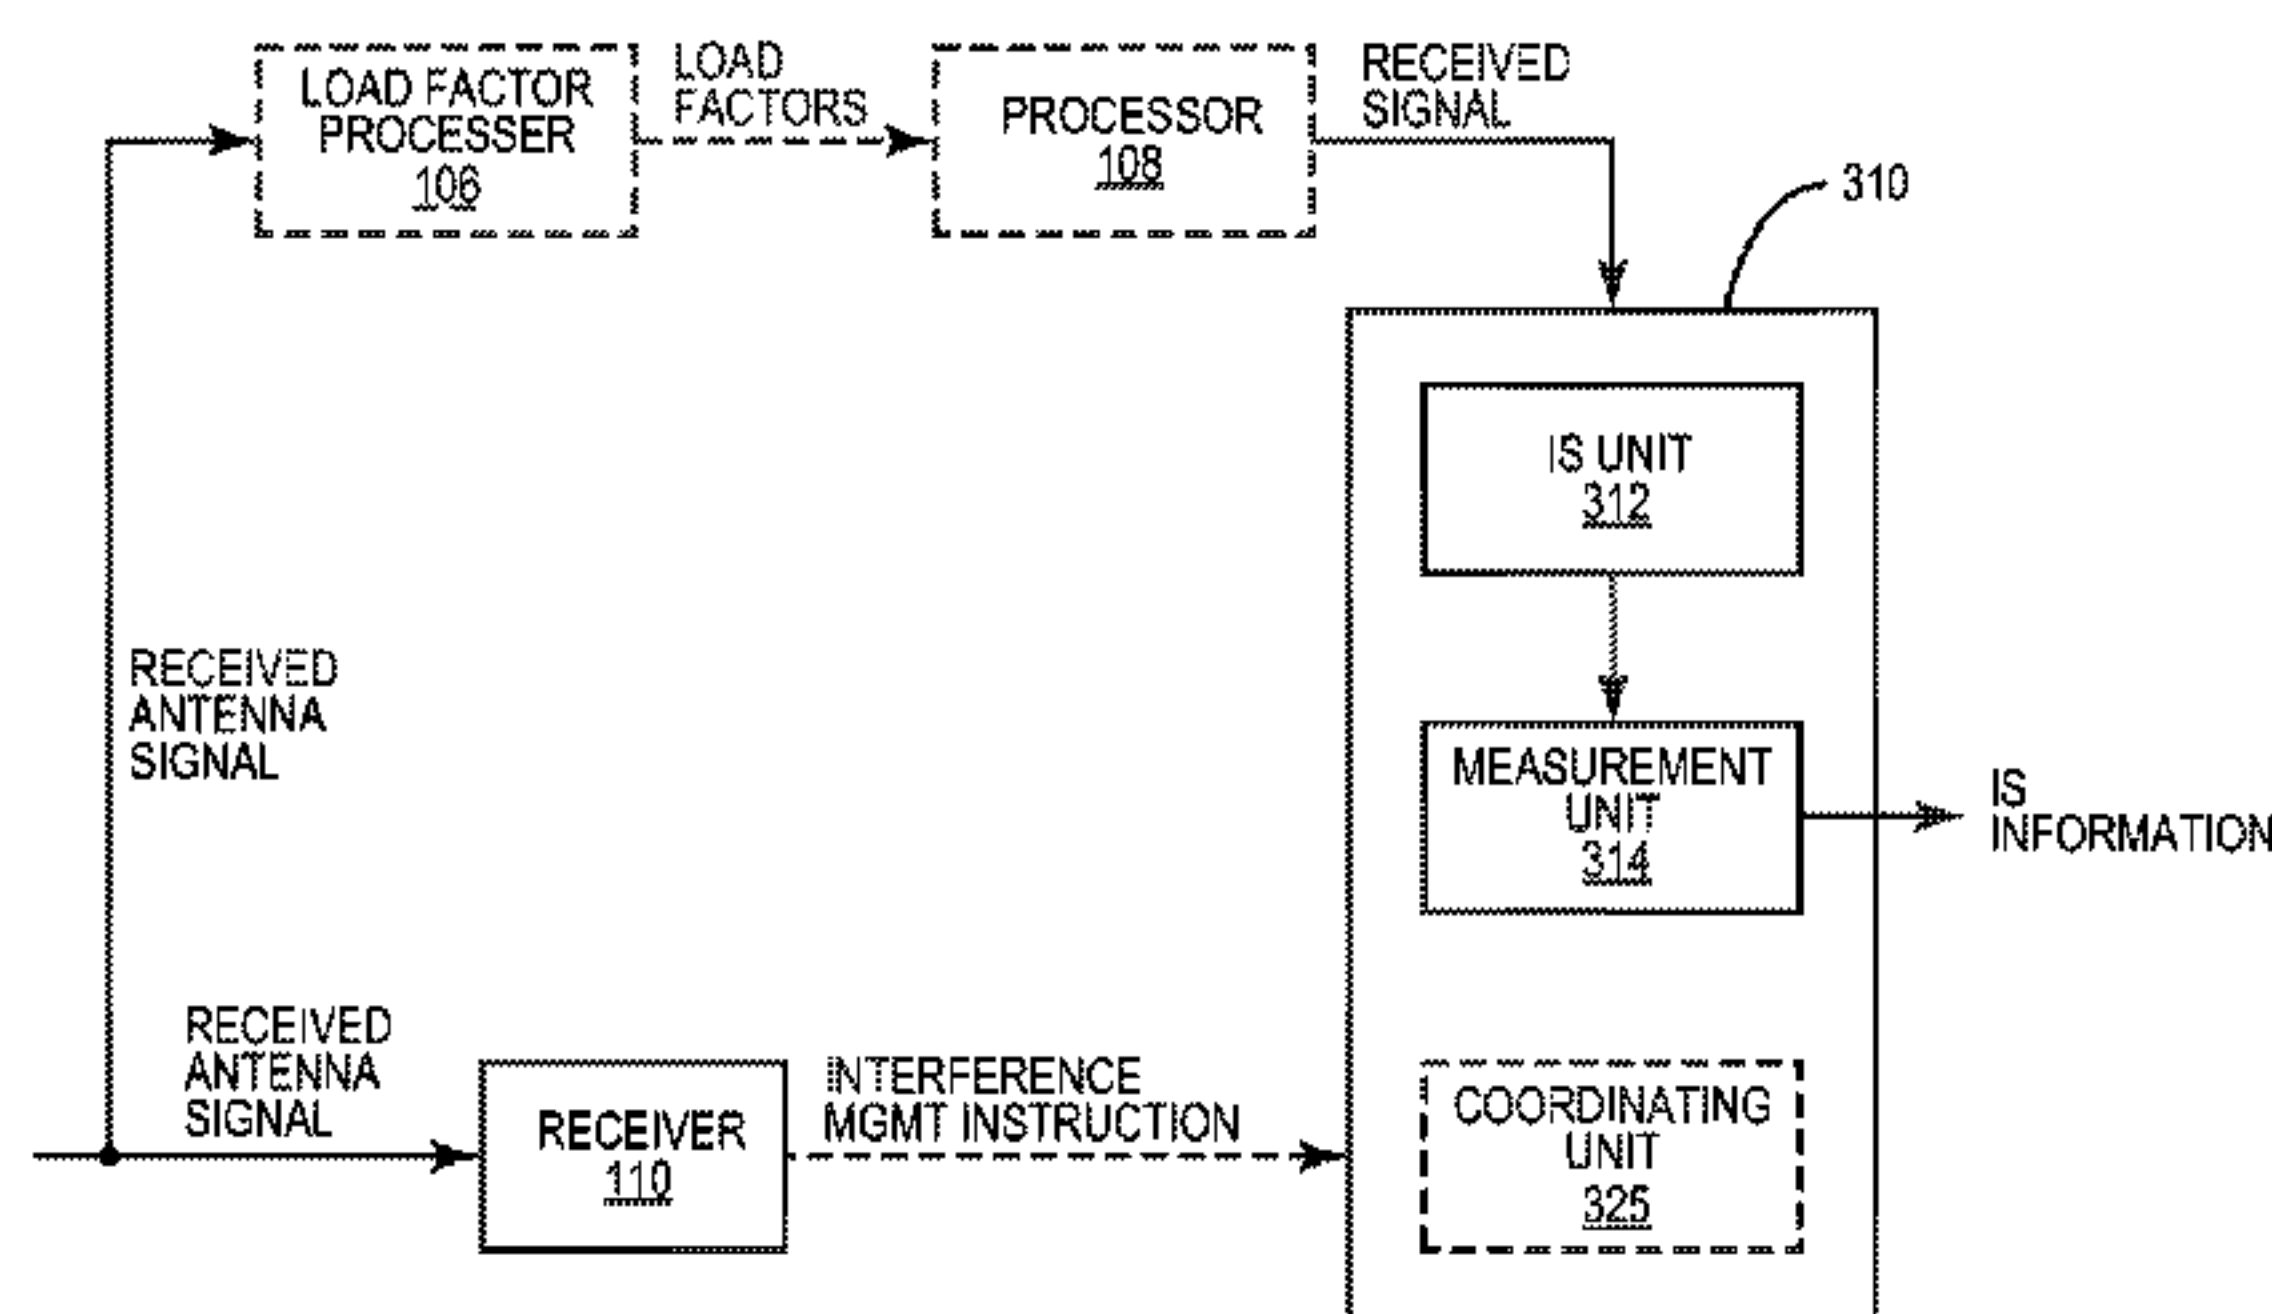 LOAD FACTOR
PROCESSER
106
LOAD
FACTORS
PROCESSOR
108
RECEIVED
SIGNAL
310
IS UNIT
312
RECEIVED
ANTENNA
SIGNAL
MEASUREMENT
UNIT
314
IS
INFORMATION
RECEIVED
ANTENNA
SIGNAL
RECEIVER
110
INTERFERENCE
MGMT INSTRUCTION
COORDINATING
UNIT
325